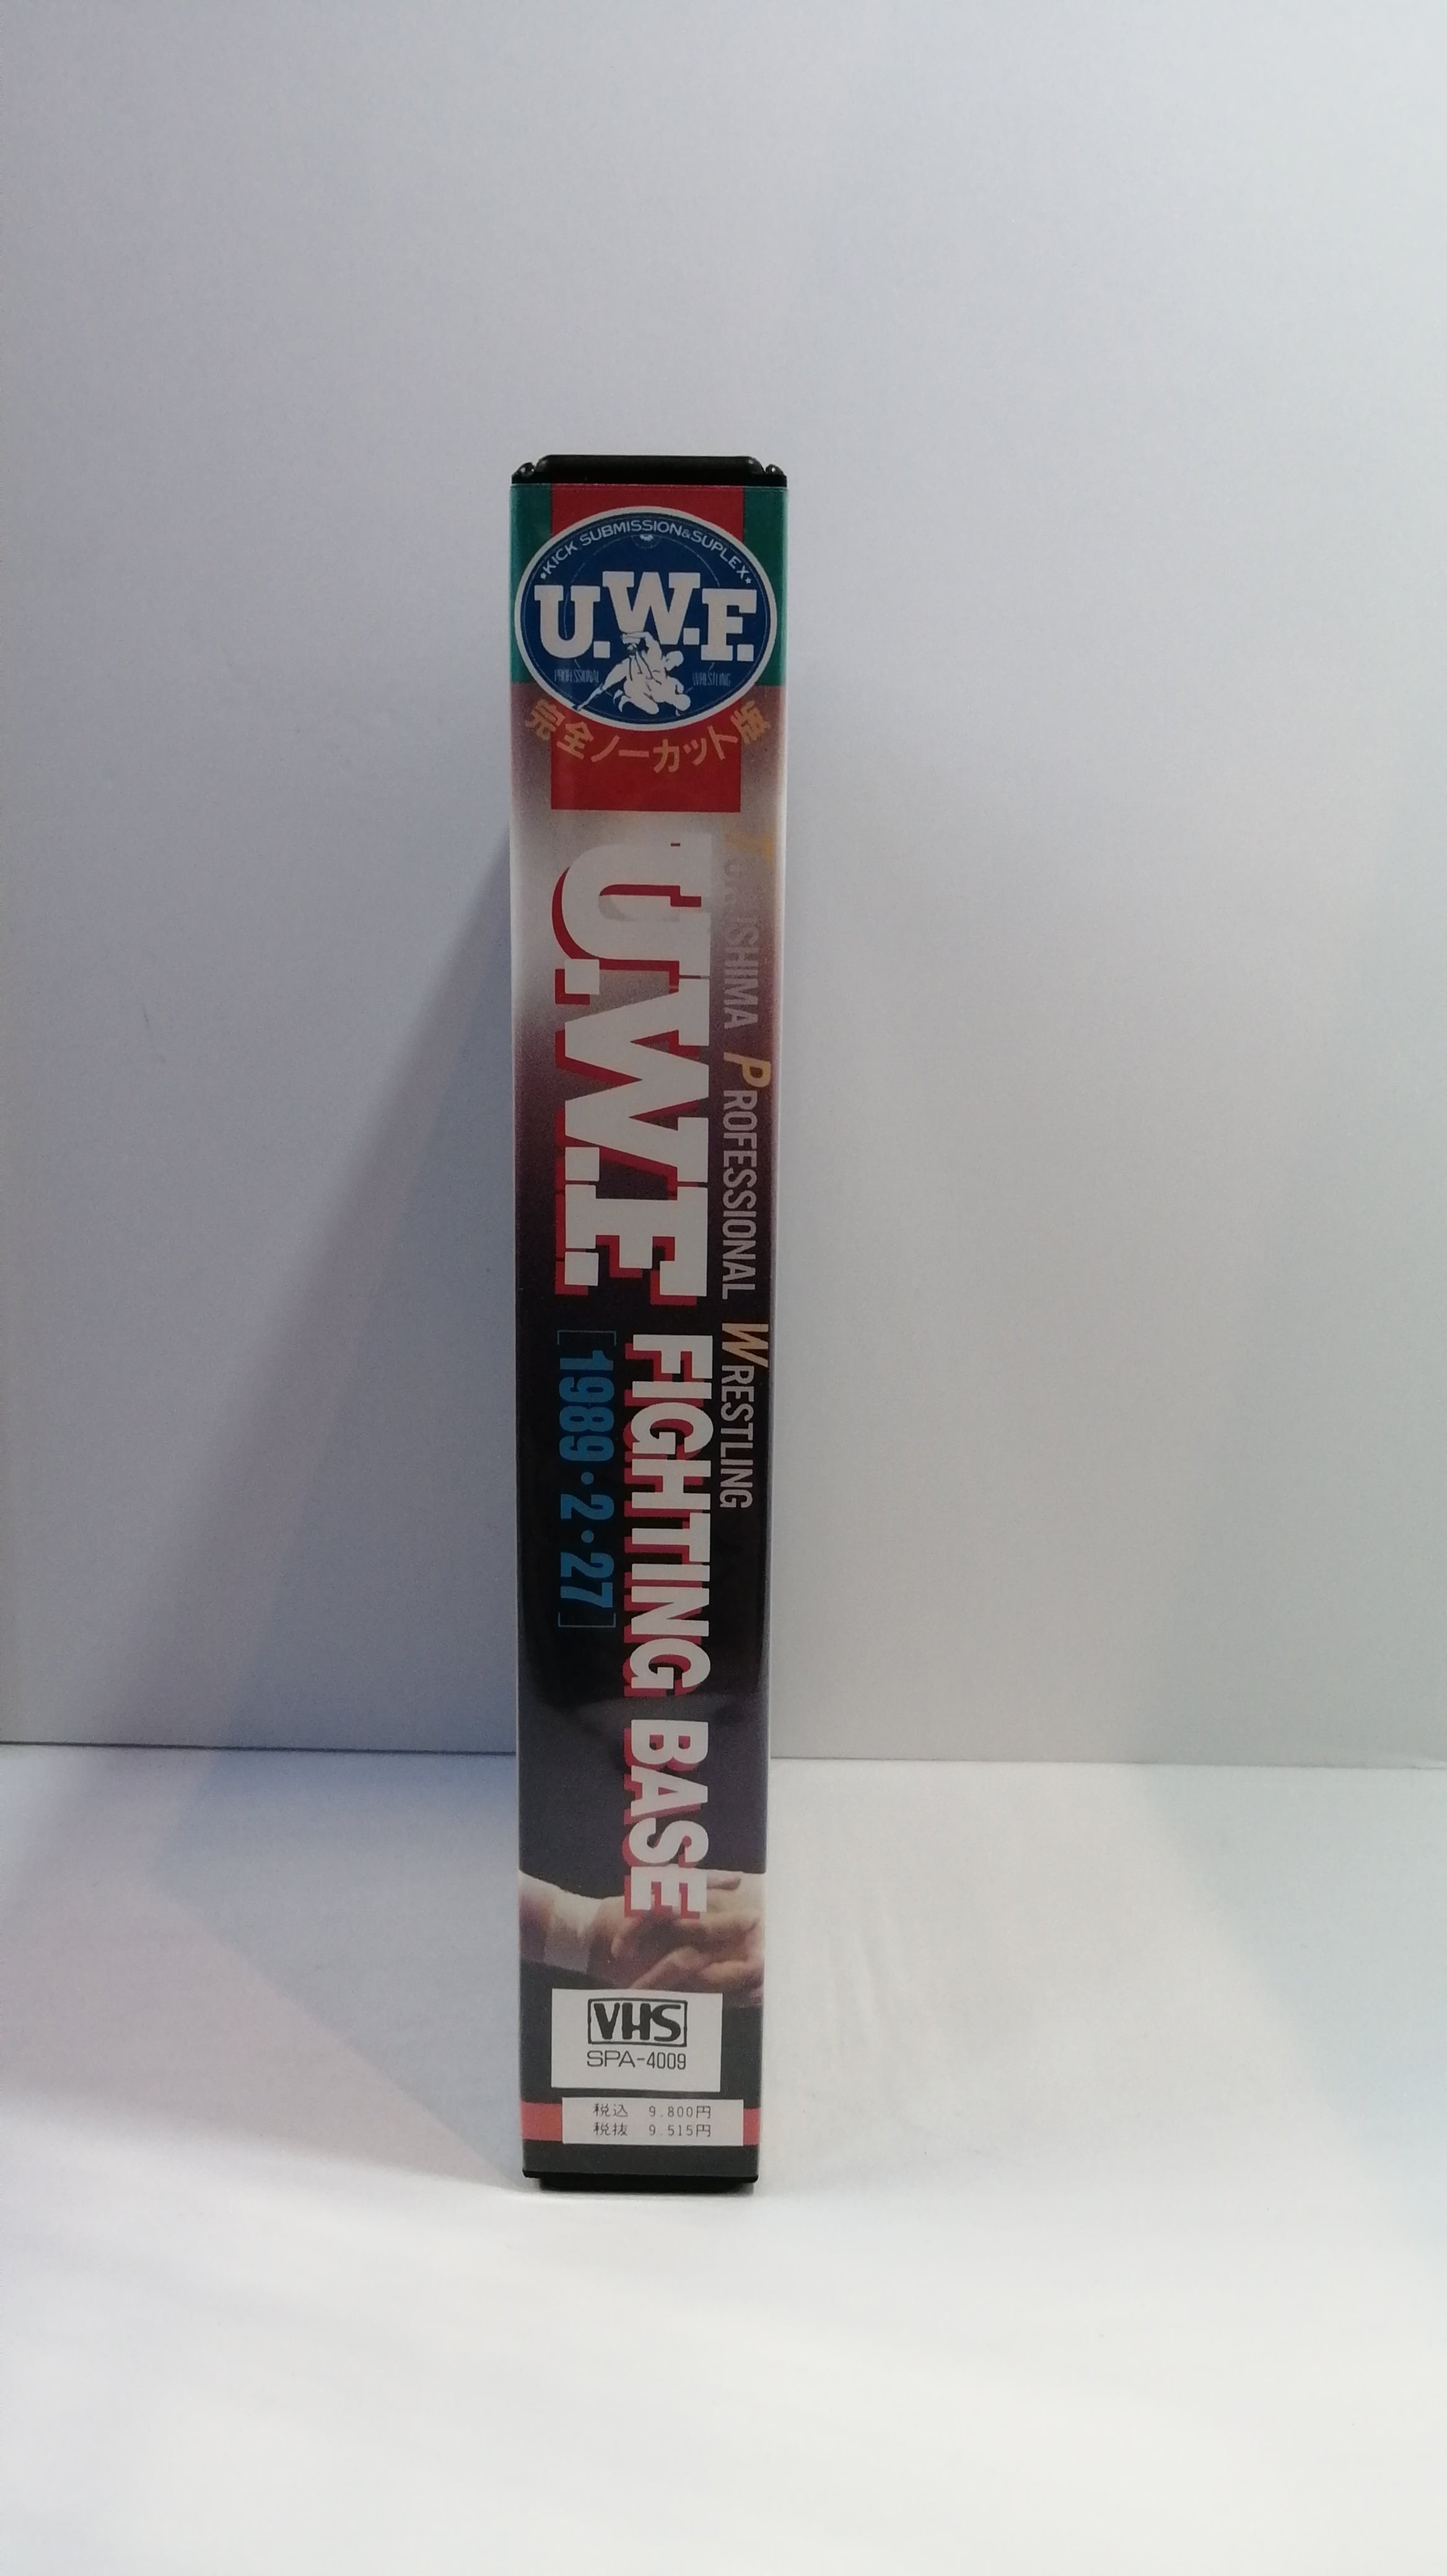 KICK.SUBMISSION&SUPLEX
U.W.F.
PROFESSIONAL WRESTLING
完全ノーカット版
TOKUSHIMA PROFESSIONAL WRESTLING
U.W.F. FIGHTING BASE
[1989・2・27]
VHS
SPA-4009
税込 9.800円
税抜 9.515円